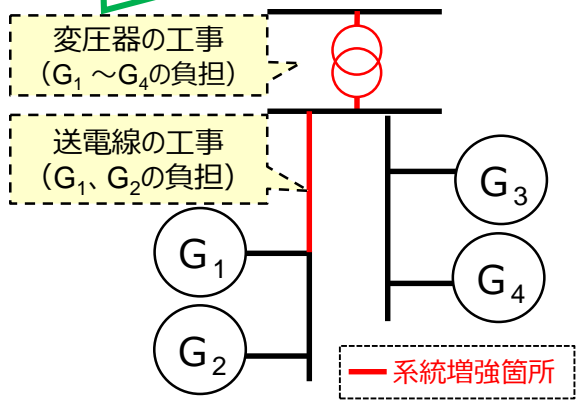 変圧器の工事
（G₁ ～G₄の負担）
送電線の工事
（G₁、G₂の負担）
G₁
G₂
G₃
G₄
系統増強箇所